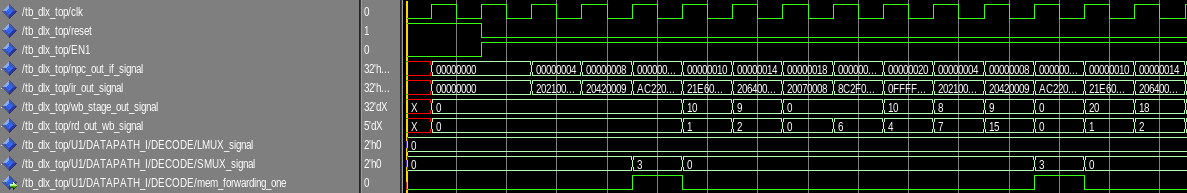 /tb_dlx_top/clk 0
/tb_dlx_top/reset 1
/tb_dlx_top/EN1 0
/tb_dlx_top/npc_out_if_signal 32'h... 00000000 00000004 00000008 000000... 00000010 00000014 00000018 000000... 00000020 00000004 00000008 000000... 00000010 00000014
/tb_dlx_top/ir_out_signal 32'h... 00000000 202100... 20420009 AC220... 21E60... 206400... 20070008 8C2F0... 0FFFF... 202100... 20420009 AC220... 21E60... 206400...
/tb_dlx_top/wb_stage_out_signal 32'dX X 0 10 9 0 10 8 9 0 20 18
/tb_dlx_top/rd_out_wb_signal 5'dX X 0 1 2 0 6 4 7 15 0 1 2
/tb_dlx_top/U1/DATAPATH_I/DECODE/LMUX_signal 2'h0 0
/tb_dlx_top/U1/DATAPATH_I/DECODE/SMUX_signal 2'h0 0 3 0 3 0
/tb_dlx_top/U1/DATAPATH_I/DECODE/mem_forwarding_one 0